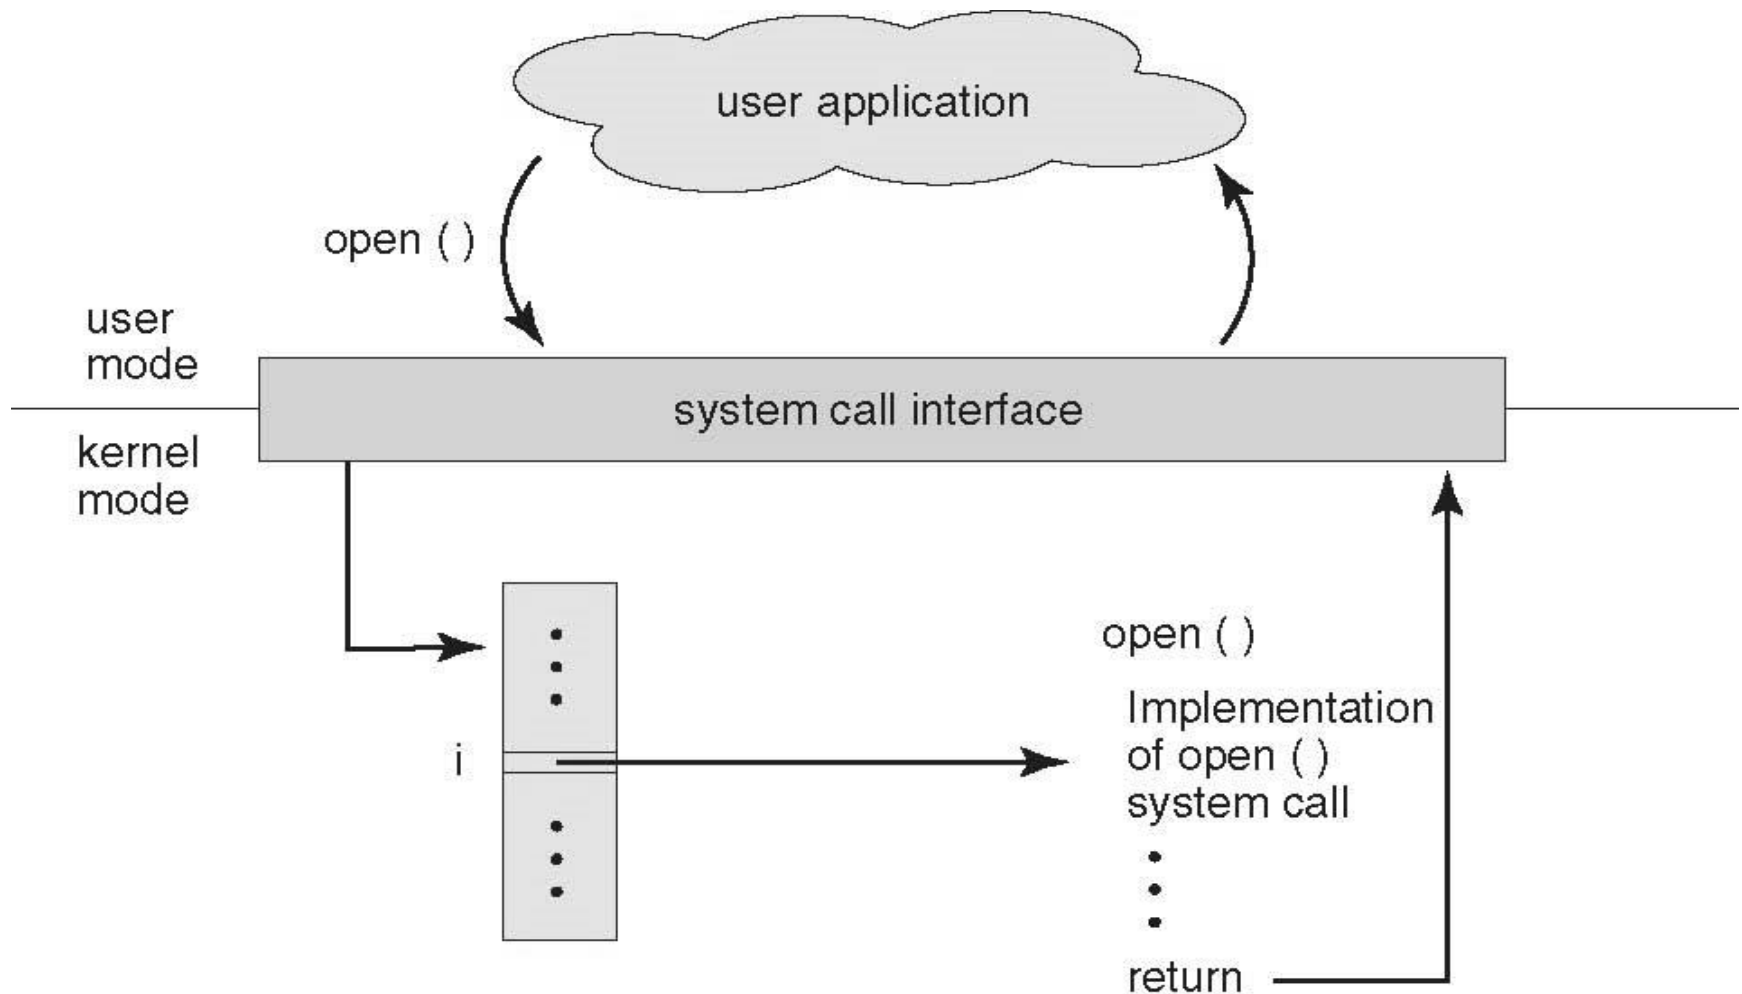 user application
open ( )
user
mode
system call interface
kernel
mode
open ( )
Implementation
of open ( )
system call
i
return